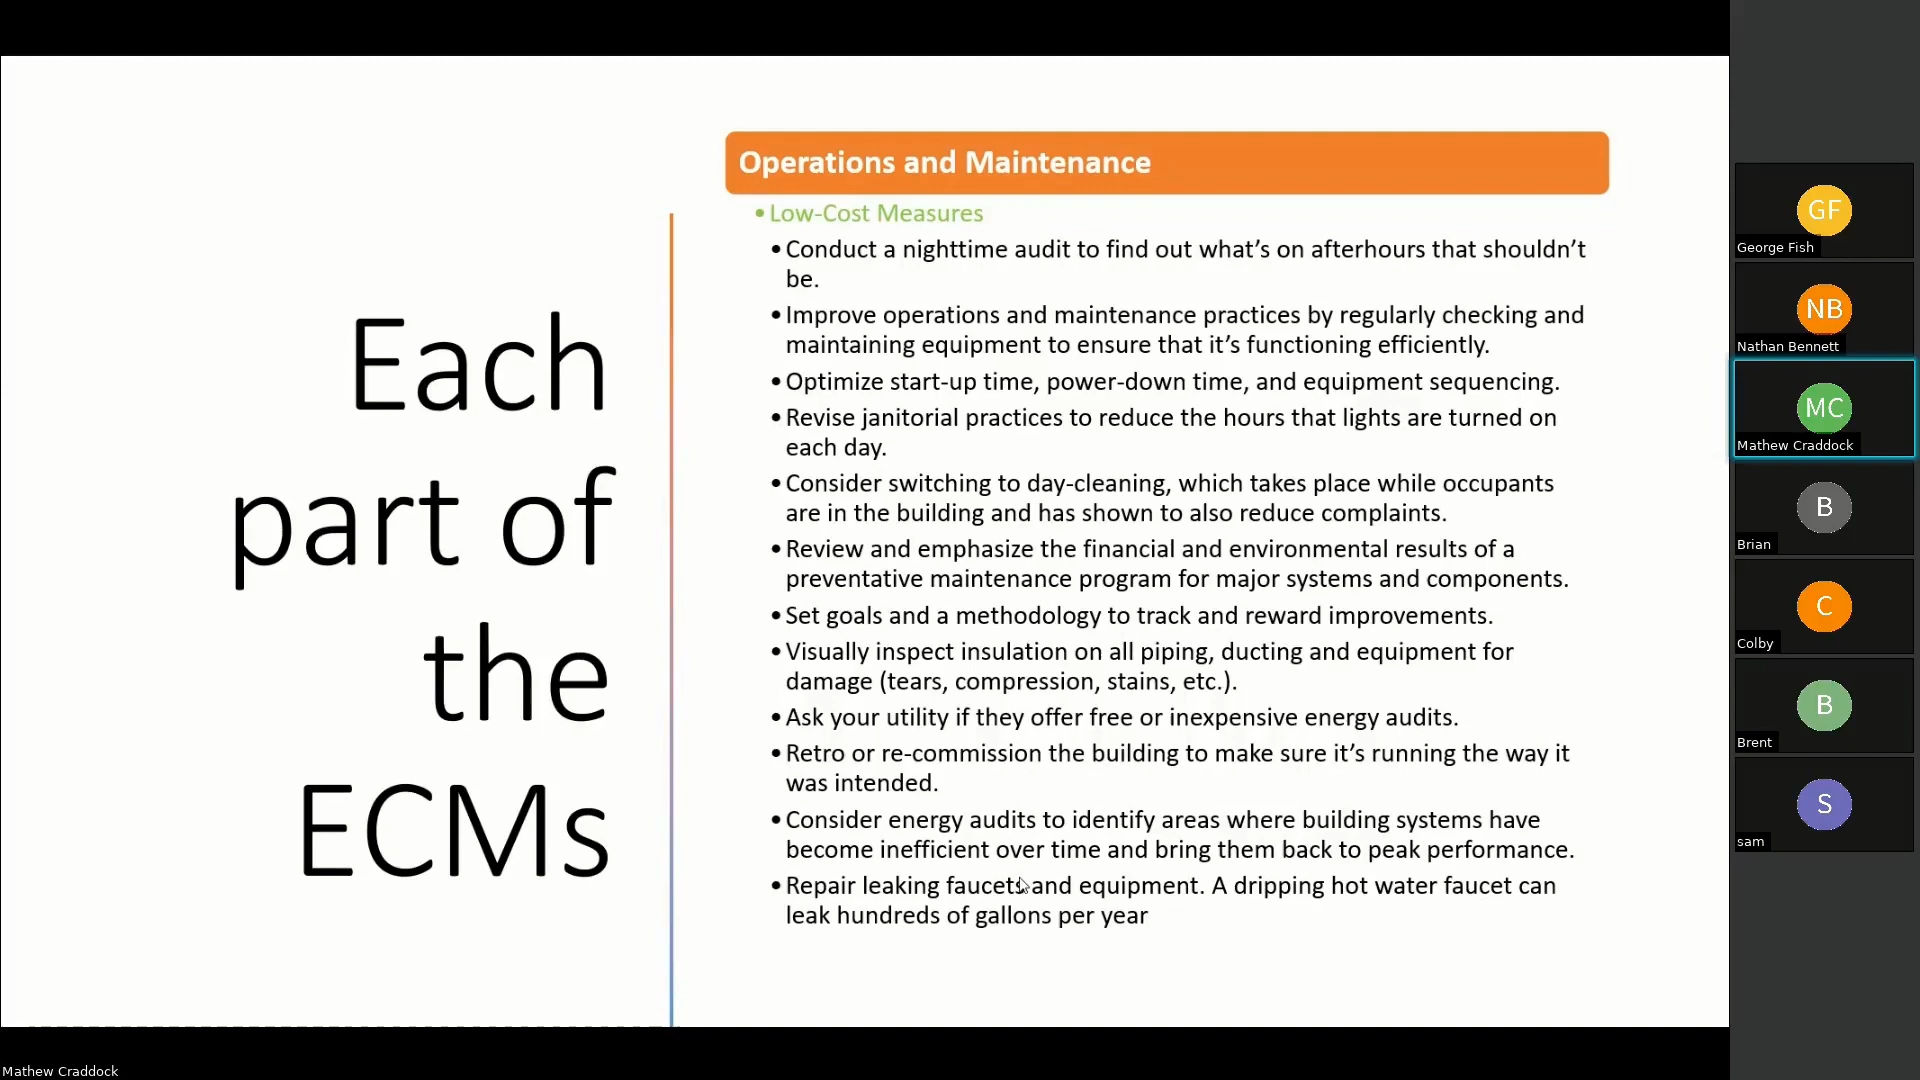 Each
part of
the
ECMs
Operations and Maintenance
• Low-Cost Measures
• Conduct a nighttime audit to find out what’s on afterhours that shouldn’t
be.
• Improve operations and maintenance practices by regularly checking and
maintaining equipment to ensure that it’s functioning efficiently.
• Optimize start-up time, power-down time, and equipment sequencing.
• Revise janitorial practices to reduce the hours that lights are turned on
each day.
• Consider switching to day-cleaning, which takes place while occupants
are in the building and has shown to also reduce complaints.
• Review and emphasize the financial and environmental results of a
preventative maintenance program for major systems and components.
• Set goals and a methodology to track and reward improvements.
• Visually inspect insulation on all piping, ducting and equipment for
damage (tears, compression, stains, etc.).
• Ask your utility if they offer free or inexpensive energy audits.
• Retro or re-commission the building to make sure it’s running the way it
was intended.
• Consider energy audits to identify areas where building systems have
become inefficient over time and bring them back to peak performance.
• Repair leaking faucets and equipment. A dripping hot water faucet can
leak hundreds of gallons per year
GF
George Fish
NB
Nathan Bennett
MC
Mathew Craddock
B
Brian
C
Colby
B
Brent
S
sam
Mathew Craddock